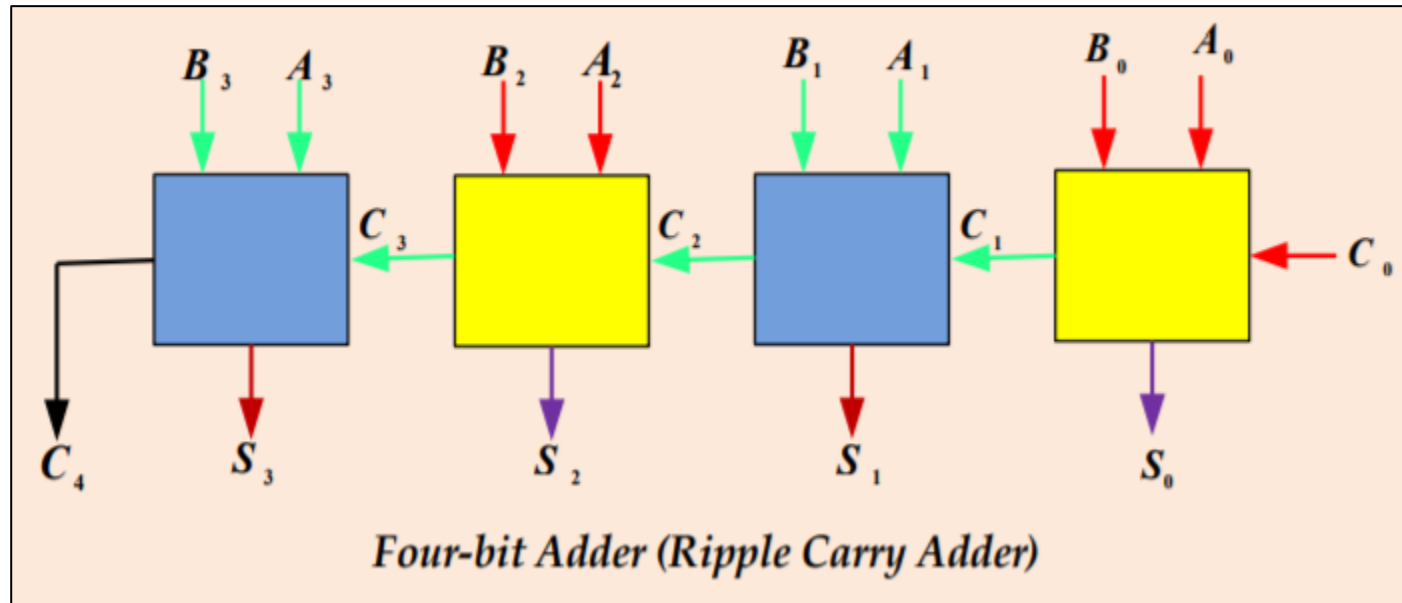 B₃ A₃ B₂ A₂ B₁ A₁ B₀ A₀
C₃ C₂ C₁ C₀
C₄ S₃ S₂ S₁ S₀
Four-bit Adder (Ripple Carry Adder)